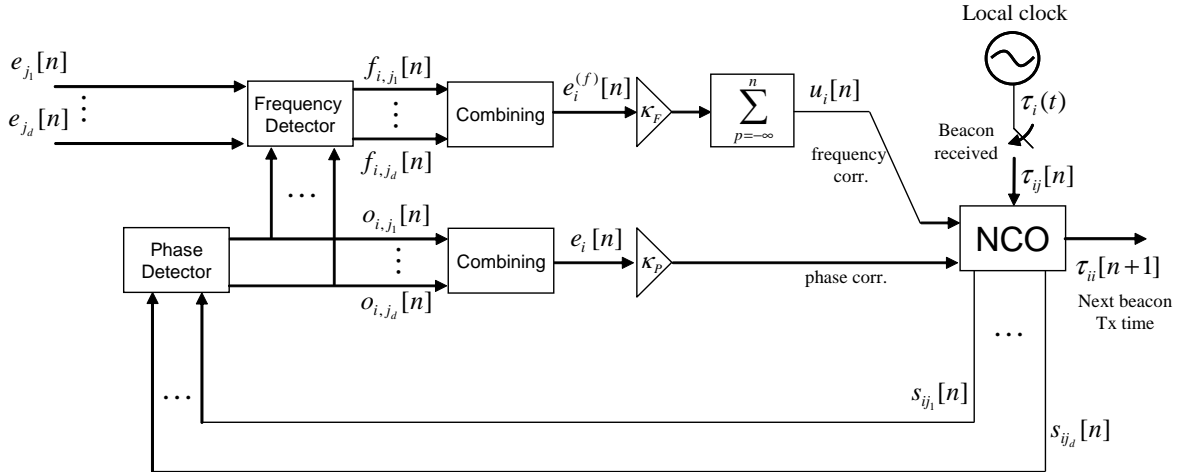 Local clock
e_{j_1}[n]
e_{j_d}[n]
Frequency
Detector
f_{i,j_1}[n]
f_{i,j_d}[n]
Combining
e_i^{(f)}[n]
κ_F
\sum_{p=-∞}^{n}
u_i[n]
frequency
corr.
τ_i(t)
Beacon
received
τ_{ij}[n]
Phase
Detector
o_{i,j_1}[n]
o_{i,j_d}[n]
Combining
e_i[n]
κ_P
phase corr.
NCO
τ_{ii}[n+1]
Next beacon
Tx time
s_{ij_1}[n]
s_{ij_d}[n]